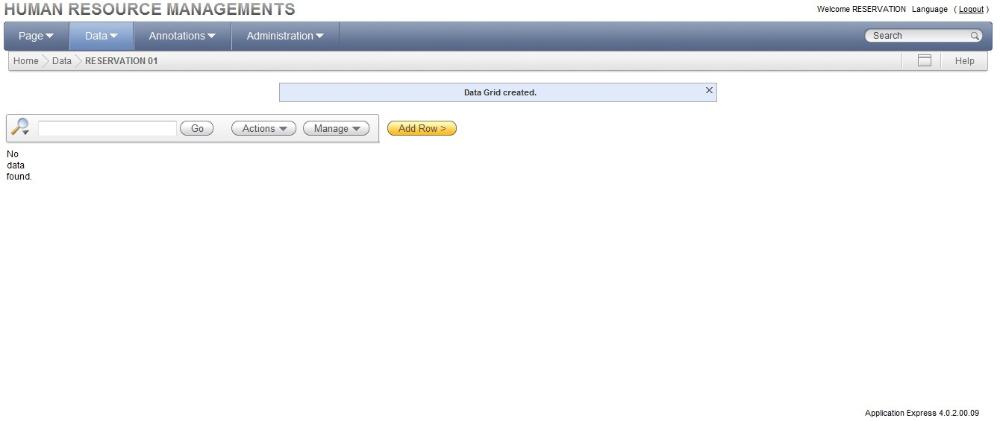 HUMAN RESOURCE MANAGEMENTS
Welcome RESERVATION Language ( Logout )
Page Data Annotations Administration Search
Home Data RESERVATION 01 Help
Data Grid created.
Go Actions Manage Add Row >
No
data
found.
Application Express 4.0.2.00.09